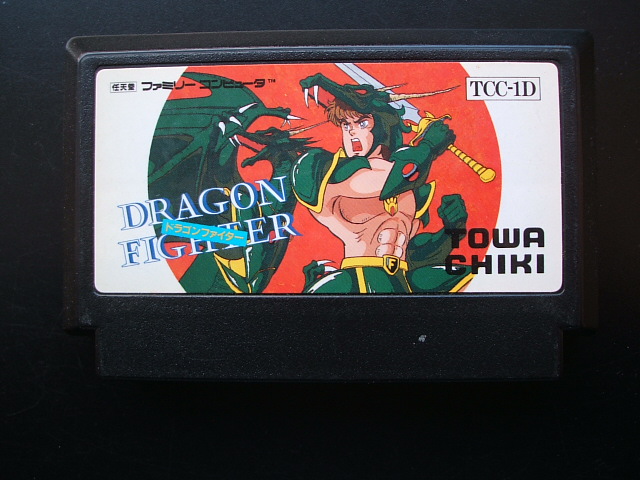 任天堂 ファミリー コンピュータ™
TCC-1D
DRAGON
ドラゴンファイター
FIGHTER
TOWA
CHIKI
F